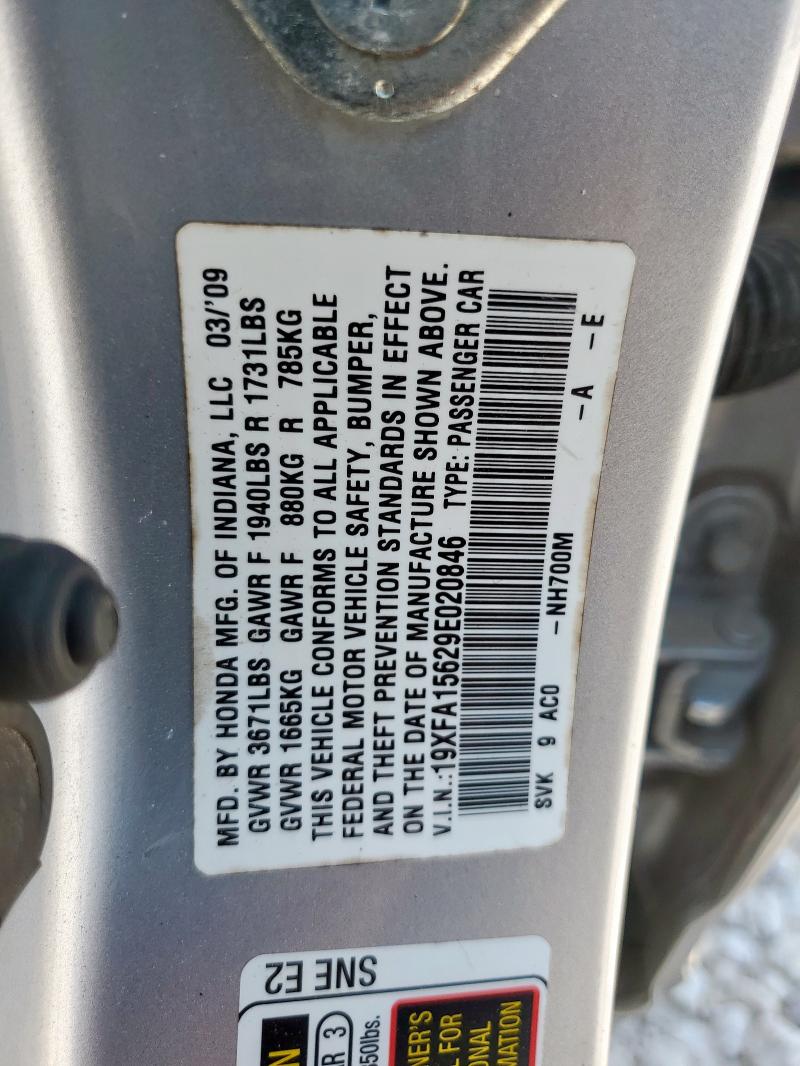 MFD. BY HONDA MFG. OF INDIANA, LLC 03/'09
GVWR 3671LBS GAWR F 1940LBS R 1731LBS
GVWR 1665KG GAWR F 880KG R 785KG
THIS VEHICLE CONFORMS TO ALL APPLICABLE
FEDERAL MOTOR VEHICLE SAFETY, BUMPER,
AND THEFT PREVENTION STANDARDS IN EFFECT
ON THE DATE OF MANUFACTURE SHOWN ABOVE.
V.I.N.:19XFA15629E020846 TYPE: PASSENGER CAR
SVK 9 AC0 -NH700M -A -E
SNE E2